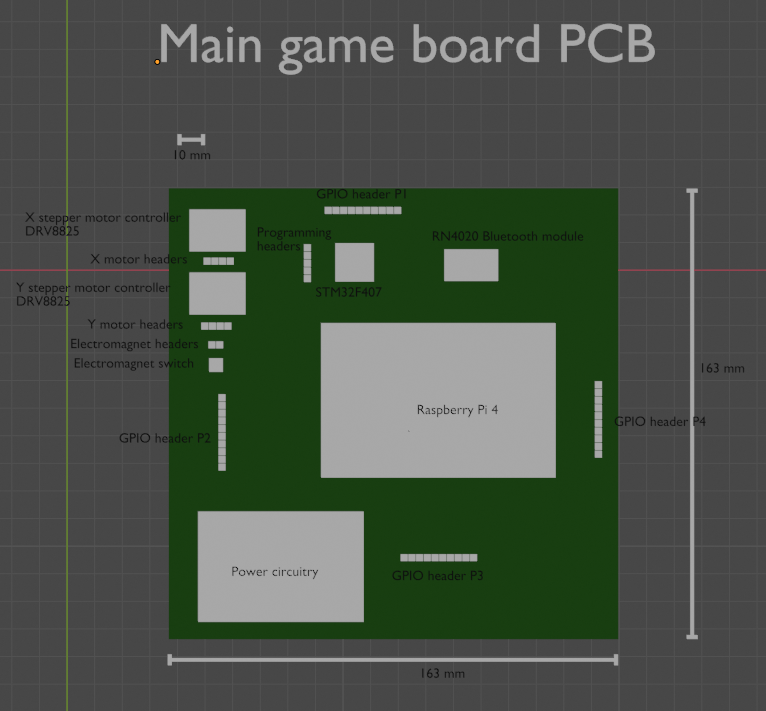 Main game board PCB
10 mm
GPIO header P1
X stepper motor controller
DRV8825
Programming
headers
RN4020 Bluetooth module
X motor headers
STM32F407
Y stepper motor controller
DRV8825
Y motor headers
Electromagnet headers
Electromagnet switch
163 mm
Raspberry Pi 4
GPIO header P4
GPIO header P2
Power circuitry
GPIO header P3
163 mm